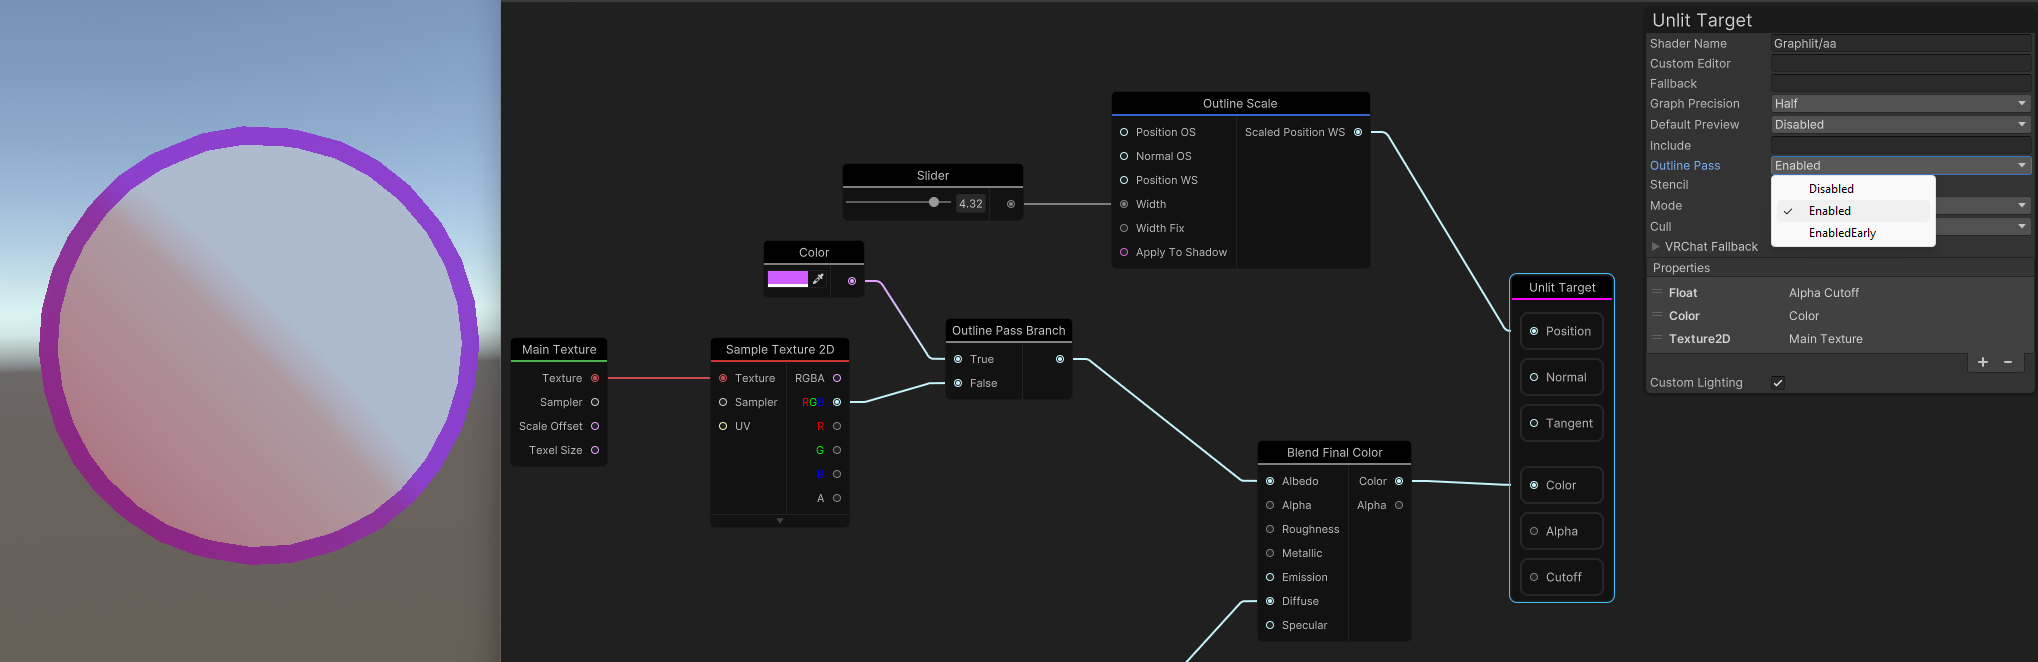 Outline Scale
Position OS
Scaled Position WS
Normal OS
Position WS
Width
Width Fix
Apply To Shadow
Slider
4.32
Color
Outline Pass Branch
True
False
Main Texture
Texture
Sampler
Scale Offset
Texel Size
Sample Texture 2D
Texture
RGBA
Sampler
RGB
UV
R
G
B
A
Blend Final Color
Albedo
Color
Alpha
Alpha
Roughness
Metallic
Emission
Diffuse
Specular
Unlit Target
Position
Normal
Tangent
Color
Alpha
Cutoff
Unlit Target
Shader Name
Graphlit/aa
Custom Editor
Fallback
Graph Precision
Half
Default Preview
Disabled
Include
Outline Pass
Enabled
Stencil
Disabled
Mode
Enabled
Cull
EnabledEarly
VRChat Fallback
Properties
Float
Alpha Cutoff
Color
Color
Texture2D
Main Texture
+ −
Custom Lighting